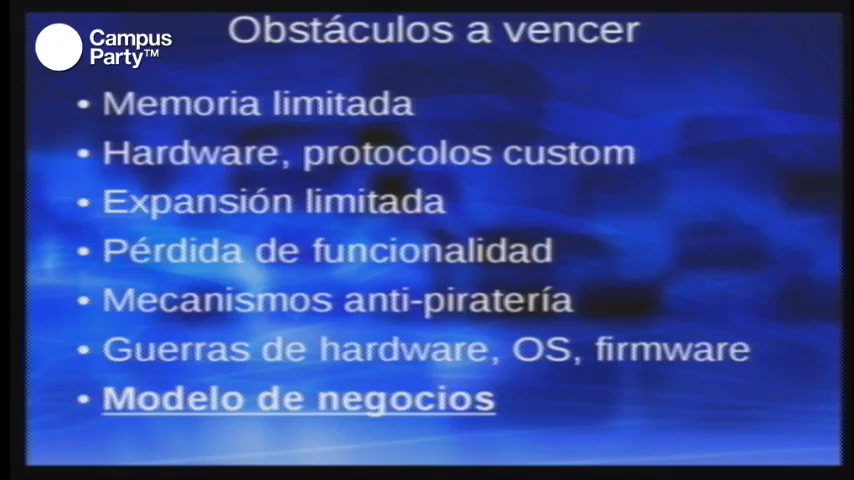 Obstáculos a vencer
Campus
Party™
• Memoria limitada
• Hardware, protocolos custom
• Expansión limitada
• Pérdida de funcionalidad
• Mecanismos anti-piratería
• Guerras de hardware, OS, firmware
• Modelo de negocios